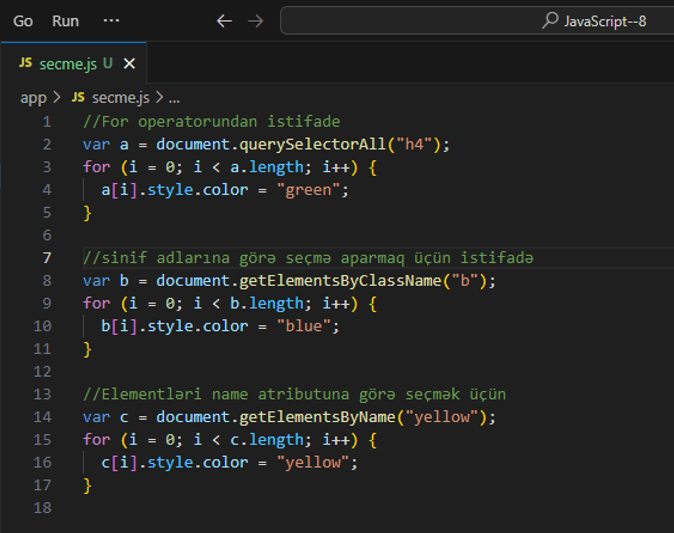 Go Run ··· ← → JavaScript--8
JS secme.js U ×
app > JS secme.js > ...
1 //For operatorundan istifade
2 var a = document.querySelectorAll("h4");
3 for (i = 0; i < a.length; i++) {
4 a[i].style.color = "green";
5 }
6
7 //sinif adlarına görə seçmə aparmaq üçün istifadə
8 var b = document.getElementsByClassName("b");
9 for (i = 0; i < b.length; i++) {
10 b[i].style.color = "blue";
11 }
12
13 //Elementləri name atributuna görə seçmək üçün
14 var c = document.getElementsByName("yellow");
15 for (i = 0; i < c.length; i++) {
16 c[i].style.color = "yellow";
17 }
18